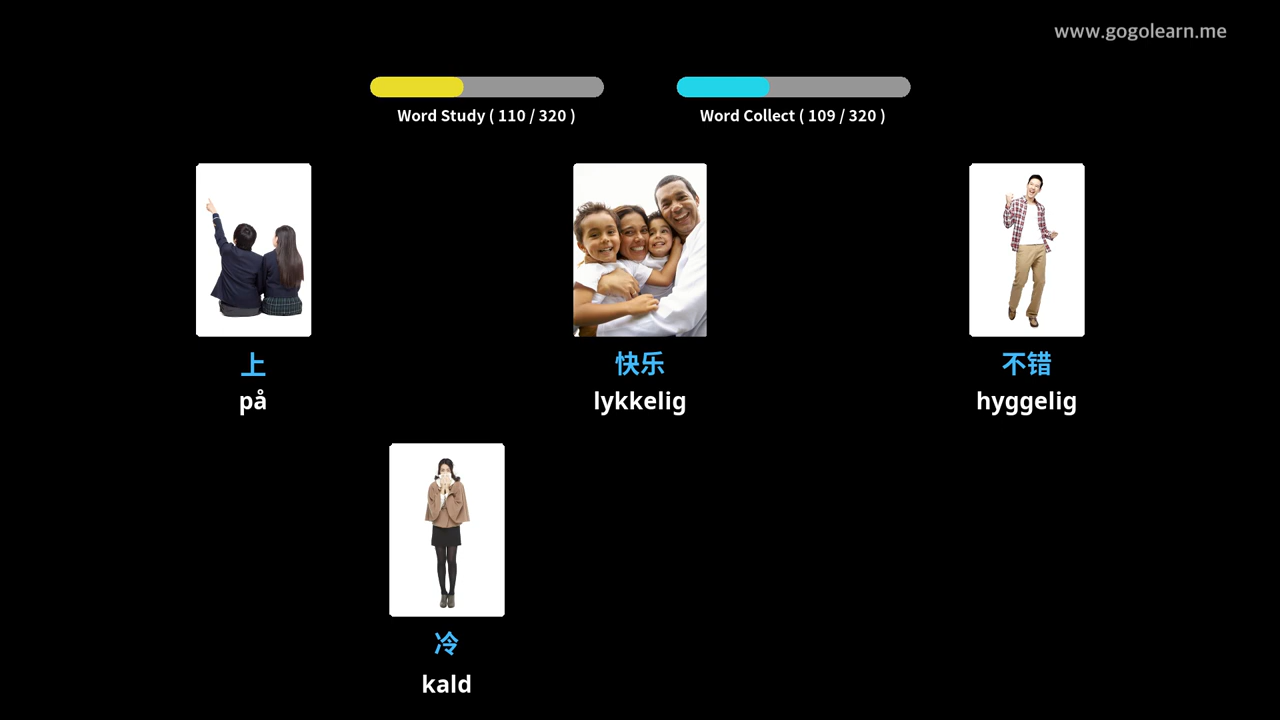 www.gogolearn.me
Word Study ( 110 / 320 )
Word Collect ( 109 / 320 )
上
på
快乐
lykkelig
不错
hyggelig
冷
kald